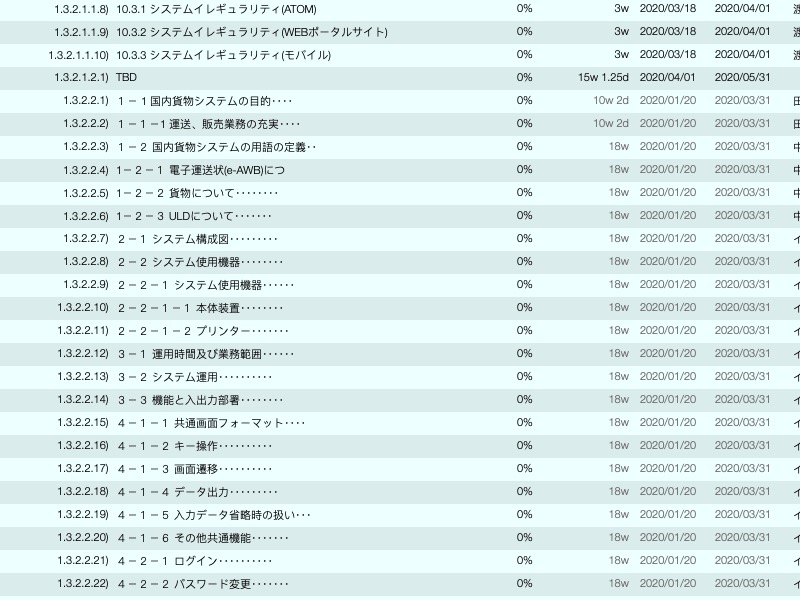 1.3.2.1.1.8) 10.3.1 システムイレギュラリティ(ATOM) 0% 3w 2020/03/18 2020/04/01
1.3.2.1.1.9) 10.3.2 システムイレギュラリティ(WEBポータルサイト) 0% 3w 2020/03/18 2020/04/01
1.3.2.1.1.10) 10.3.3 システムイレギュラリティ(モバイル) 0% 3w 2020/03/18 2020/04/01
1.3.2.1.2.1) TBD 0% 15w 1.25d 2020/04/01 2020/05/31
1.3.2.2.1) １－１国内貨物システムの目的････ 0% 10w 2d 2020/01/20 2020/03/31
1.3.2.2.2) １－１－1 運送、販売業務の充実････ 0% 10w 2d 2020/01/20 2020/03/31
1.3.2.2.3) １－２ 国内貨物システムの用語の定義･･ 0% 18w 2020/01/20 2020/03/31 中
1.3.2.2.4) 1－２－１ 電子運送状(e-AWB)につ 0% 18w 2020/01/20 2020/03/31 中
1.3.2.2.5) 1－２－２ 貨物について････････ 0% 18w 2020/01/20 2020/03/31 中
1.3.2.2.6) 1－２－３ ULDについて･･･････ 0% 18w 2020/01/20 2020/03/31 中
1.3.2.2.7) ２－１ システム構成図･････････ 0% 18w 2020/01/20 2020/03/31 イ
1.3.2.2.8) ２－２ システム使用機器････････ 0% 18w 2020/01/20 2020/03/31 イ
1.3.2.2.9) ２－２－１ システム使用機器･･････ 0% 18w 2020/01/20 2020/03/31 イ
1.3.2.2.10) ２－２－１－１ 本体装置････････ 0% 18w 2020/01/20 2020/03/31 イ
1.3.2.2.11) ２－２－１－２ プリンター･･･････ 0% 18w 2020/01/20 2020/03/31 イ
1.3.2.2.12) ３－１ 運用時間及び業務範囲･･････ 0% 18w 2020/01/20 2020/03/31 イ
1.3.2.2.13) ３－２ システム運用･･････････ 0% 18w 2020/01/20 2020/03/31 イ
1.3.2.2.14) ３－３ 機能と入出力部署････････ 0% 18w 2020/01/20 2020/03/31 イ
1.3.2.2.15) ４－１－１ 共通画面フォーマット････ 0% 18w 2020/01/20 2020/03/31 イ
1.3.2.2.16) ４－１－２ キー操作･･････････ 0% 18w 2020/01/20 2020/03/31 イ
1.3.2.2.17) ４－１－３ 画面遷移･･････････ 0% 18w 2020/01/20 2020/03/31 イ
1.3.2.2.18) ４－１－４ データ出力･････････ 0% 18w 2020/01/20 2020/03/31 イ
1.3.2.2.19) ４－１－５ 入力データ省略時の扱い･･･ 0% 18w 2020/01/20 2020/03/31 イ
1.3.2.2.20) ４－１－６ その他共通機能･･･････ 0% 18w 2020/01/20 2020/03/31 イ
1.3.2.2.21) ４－２－１ ログイン･･････････ 0% 18w 2020/01/20 2020/03/31 イ
1.3.2.2.22) ４－２－２ パスワード変更･･･････ 0% 18w 2020/01/20 2020/03/31 イ